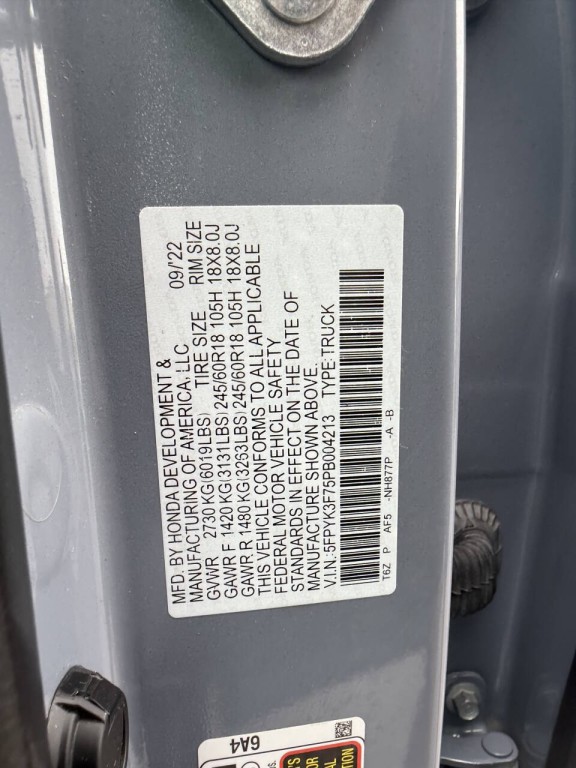 MFD. BY HONDA DEVELOPMENT &
MANUFACTURING OF AMERICA, LLC 09/'22
GVWR 2730 KG(6019LBS) TIRE SIZE RIM SIZE
GAWR F 1420 KG(3131LBS) 245/60R18 105H 18X8.0J
GAWR R 1480 KG(3263LBS) 245/60R18 105H 18X8.0J
THIS VEHICLE CONFORMS TO ALL APPLICABLE
FEDERAL MOTOR VEHICLE SAFETY
STANDARDS IN EFFECT ON THE DATE OF
MANUFACTURE SHOWN ABOVE.
V.I.N.: 5FPYK3F75PB004213 TYPE:TRUCK
T6Z P AF5 -NH877P -A -B
6A4